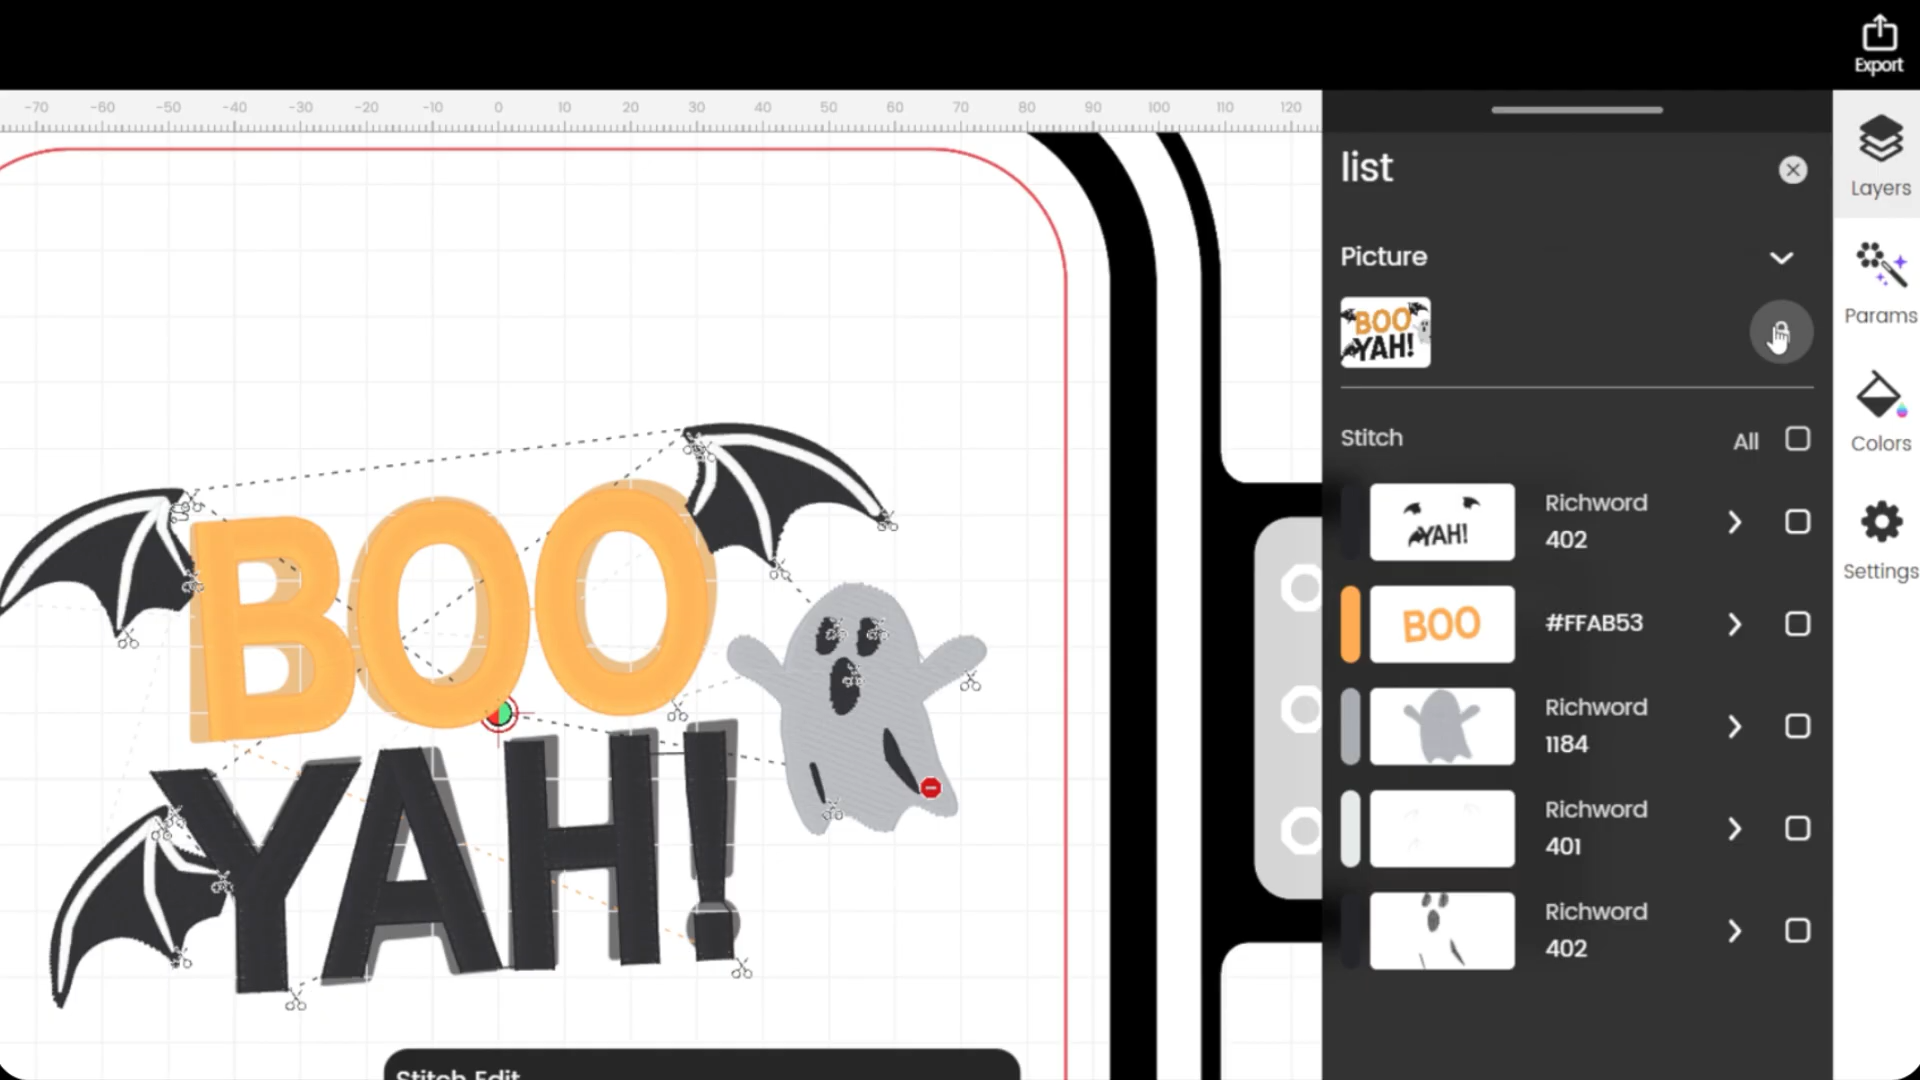 Export
-70 -60 -50 -40 -30 -20 -10 0 10 20 30 40 50 60 70 80 90 100 110 120
list
Layers
Picture
BOO
YAH!
Params
Stitch
All
Colors
Richword
402
YAH!
Settings
BOO
#FFAB53
Richword
1184
Richword
401
Richword
402
BOO
YAH!
Stitch Edit